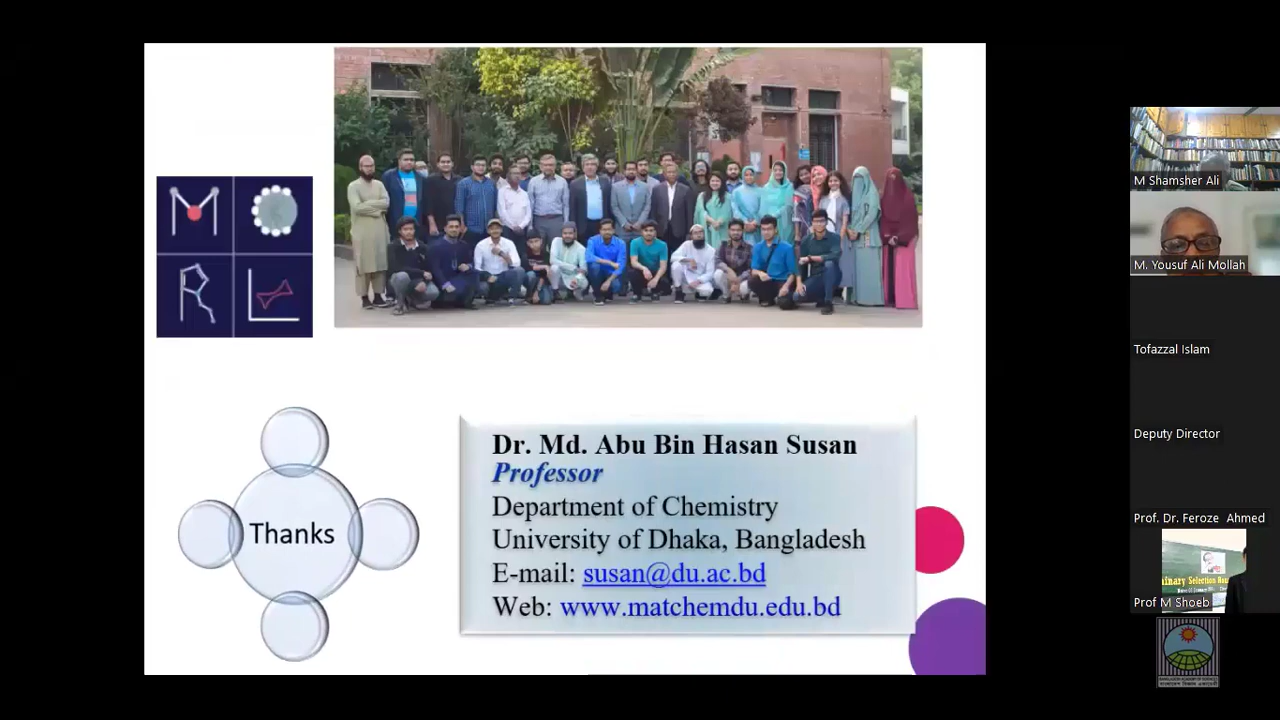 Thanks
Dr. Md. Abu Bin Hasan Susan
Professor
Department of Chemistry
University of Dhaka, Bangladesh
E-mail: susan@du.ac.bd
Web: www.matchemdu.edu.bd
M Shamsher Ali
M. Yousuf Ali Mollah
Tofazzal Islam
Deputy Director
Prof. Dr. Feroze Ahmed
Prof M Shoeb